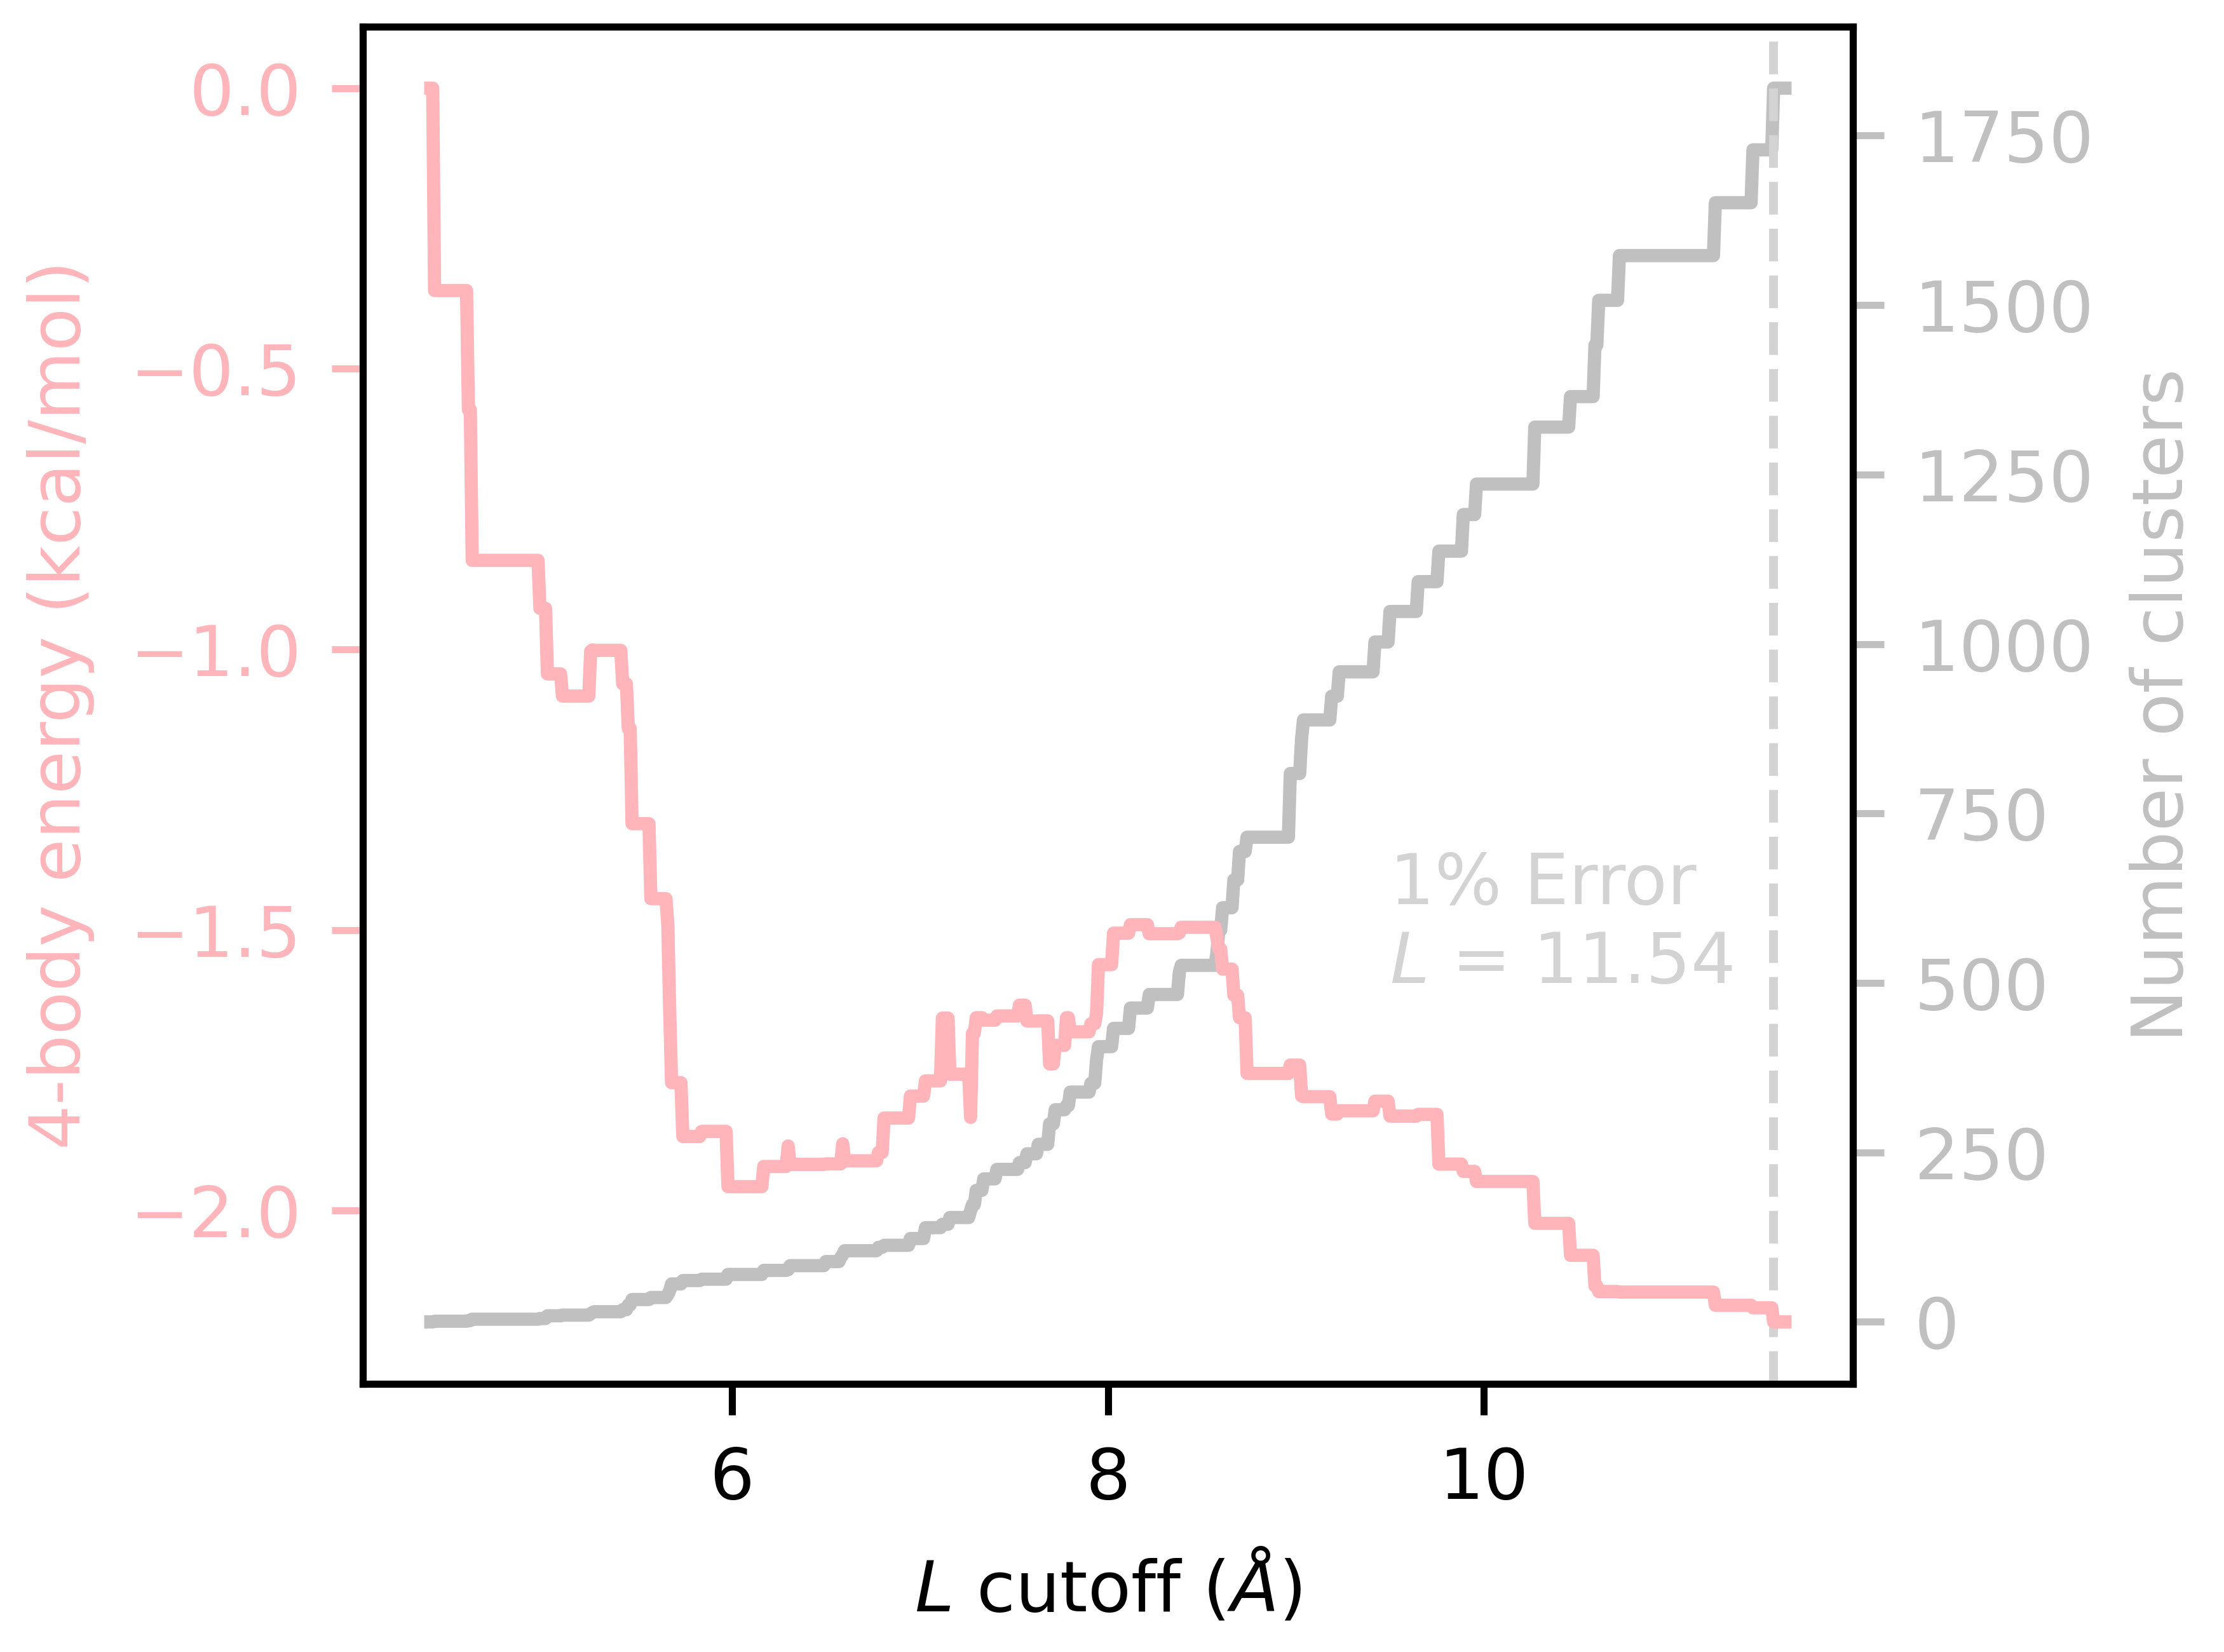 4-body energy (kcal/mol)
0.0
−0.5
−1.0
−1.5
−2.0
1% Error
L = 11.54
1750
1500
1250
1000
750
500
250
0
Number of clusters
6 8 10
L cutoff (Å)